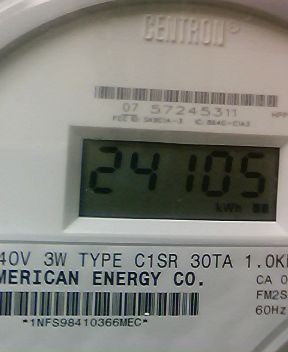 CENTRON®
07 57245311
24105
kWh
40V 3W TYPE C1SR 30TA 1.0K
MERICAN ENERGY CO.
CA 0
FM2S
60Hz
*1NFS98410366MEC*